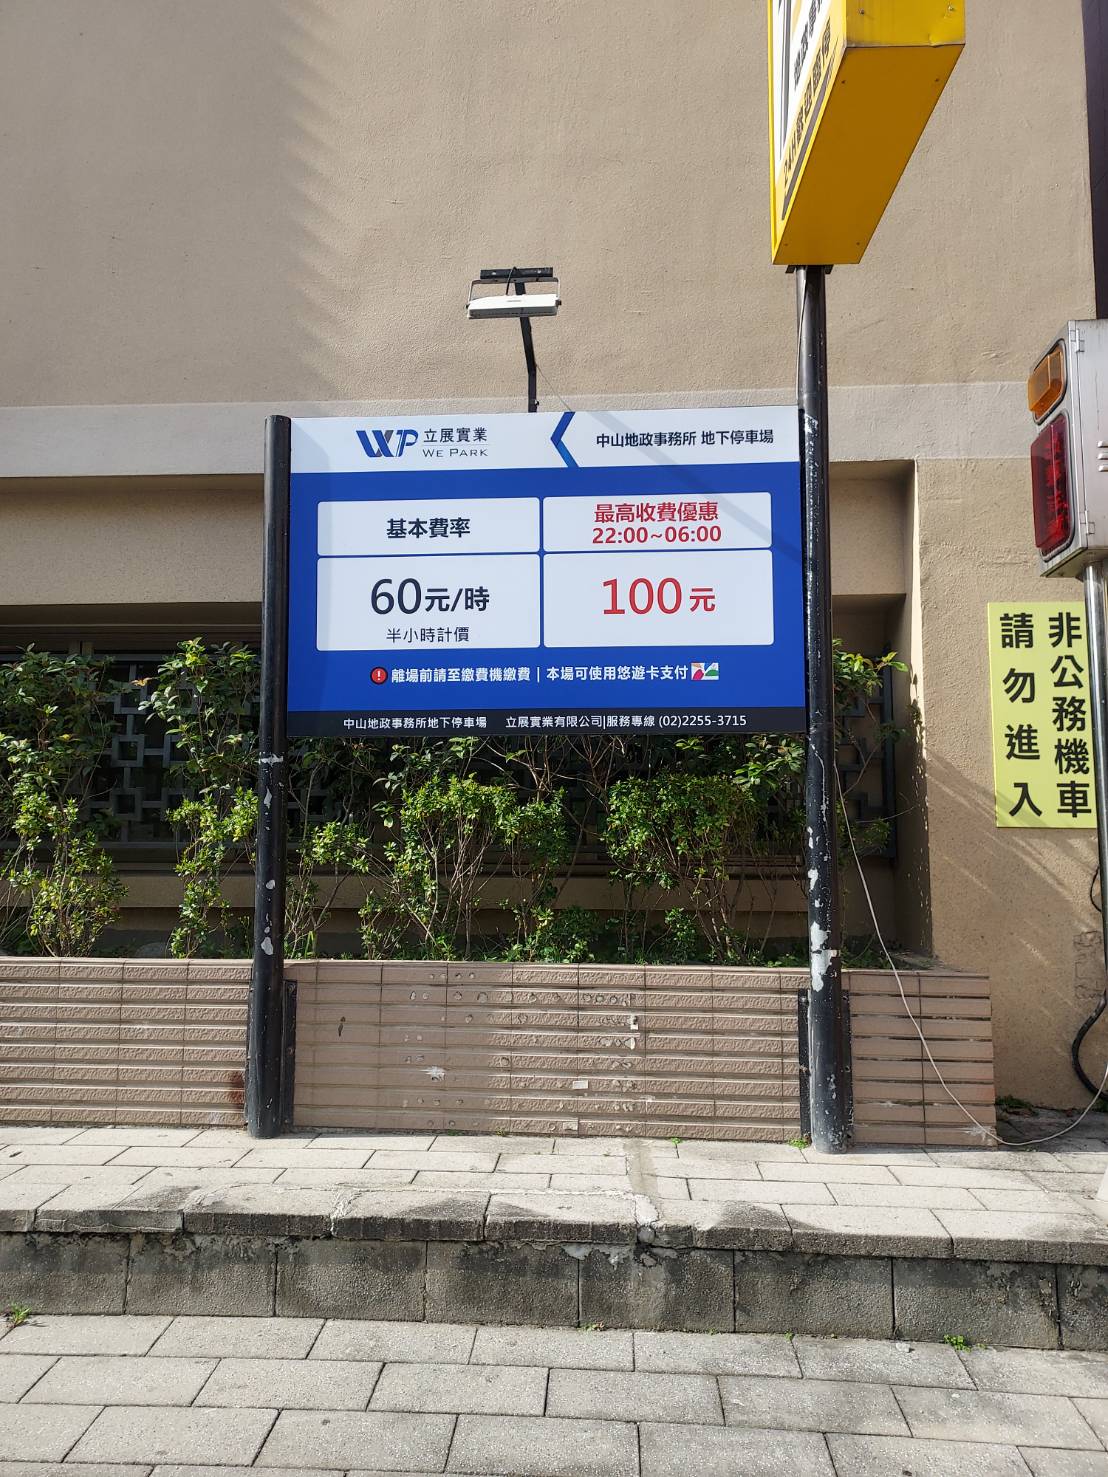 24H
WP 立展實業
WE PARK
中山地政事務所 地下停車場
基本費率
最高收費優惠
22:00~06:00
60元/時
半小時計價
100元
! 離場前請至繳費機繳費 | 本場可使用悠遊卡支付
中山地政事務所地下停車場 立展實業有限公司|服務專線 (02)2255-3715
非公務機車
請勿進入